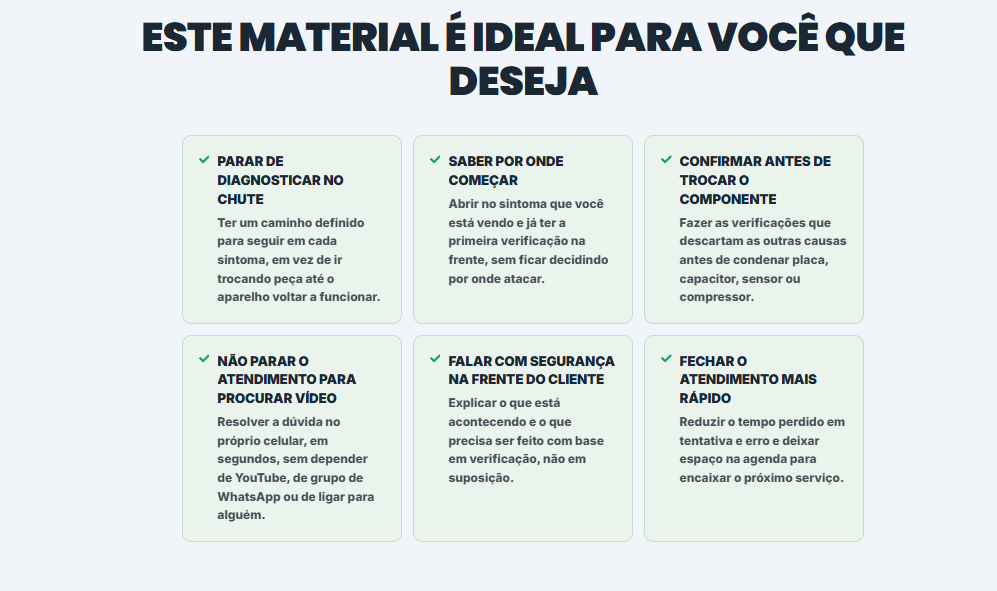 ESTE MATERIAL É IDEAL PARA VOCÊ QUE
DESEJA
PARAR DE
DIAGNOSTICAR NO
CHUTE
Ter um caminho definido
para seguir em cada
sintoma, em vez de ir
trocando peça até o
aparelho voltar a funcionar.
SABER POR ONDE
COMEÇAR
Abrir no sintoma que você
está vendo e já ter a
primeira verificação na
frente, sem ficar decidindo
por onde atacar.
CONFIRMAR ANTES DE
TROCAR O
COMPONENTE
Fazer as verificações que
descartam as outras causas
antes de condenar placa,
capacitor, sensor ou
compressor.
NÃO PARAR O
ATENDIMENTO PARA
PROCURAR VÍDEO
Resolver a dúvida no
próprio celular, em
segundos, sem depender
de YouTube, de grupo de
WhatsApp ou de ligar para
alguém.
FALAR COM SEGURANÇA
NA FRENTE DO CLIENTE
Explicar o que está
acontecendo e o que
precisa ser feito com base
em verificação, não em
suposição.
FECHAR O
ATENDIMENTO MAIS
RÁPIDO
Reduzir o tempo perdido em
tentativa e erro e deixar
espaço na agenda para
encaixar o próximo serviço.